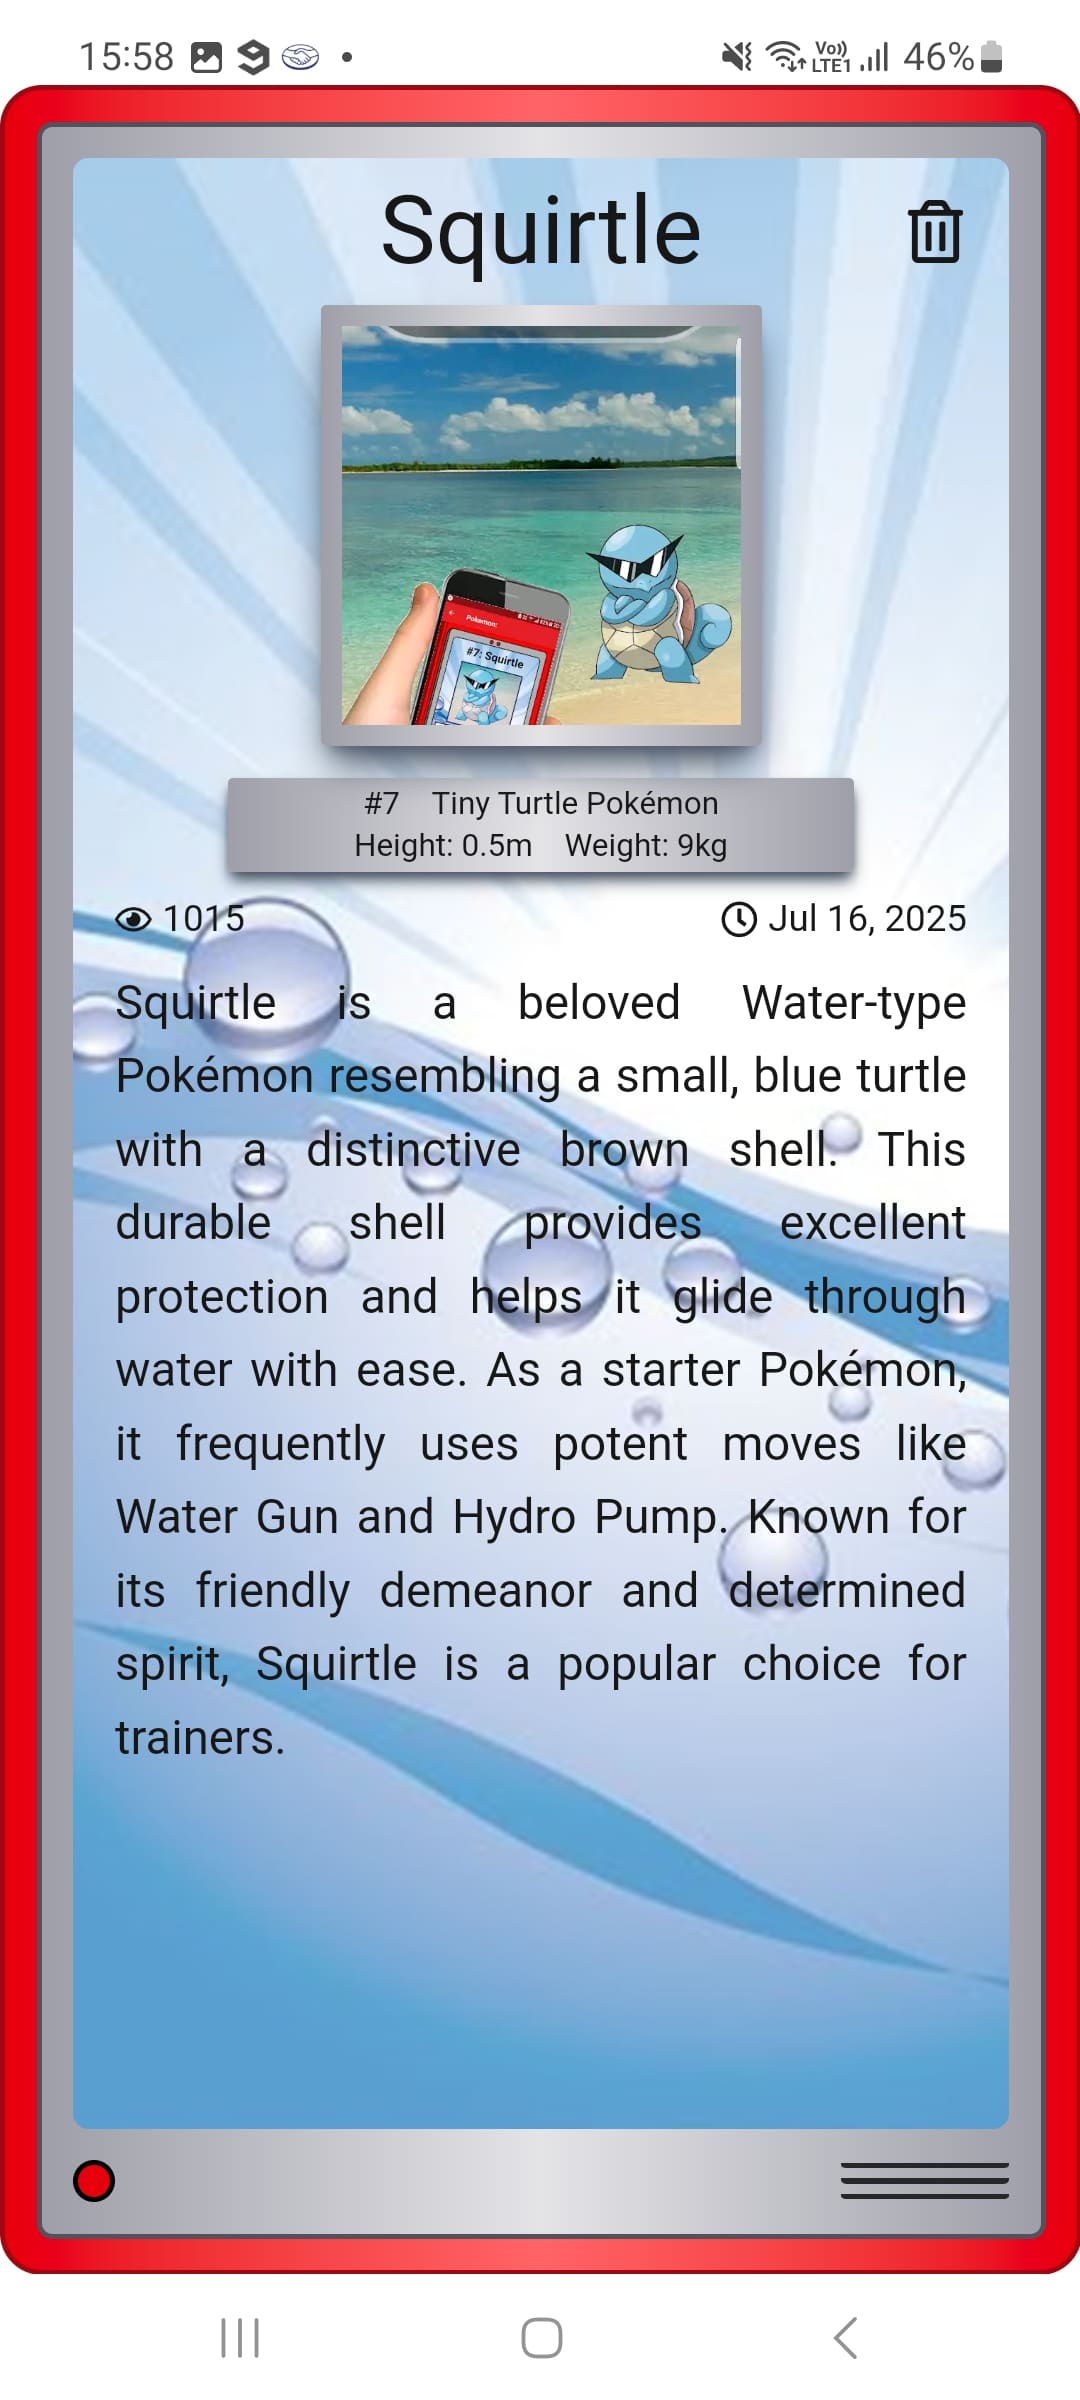 15:58
Vo))
LTE1
46%
Squirtle
Pokemon:
#7: Squirtle
#7 Tiny Turtle Pokémon
Height: 0.5m Weight: 9kg
1015
Jul 16, 2025
Squirtle is a beloved Water-type
Pokémon resembling a small, blue turtle
with a distinctive brown shell. This
durable shell provides excellent
protection and helps it glide through
water with ease. As a starter Pokémon,
it frequently uses potent moves like
Water Gun and Hydro Pump. Known for
its friendly demeanor and determined
spirit, Squirtle is a popular choice for
trainers.